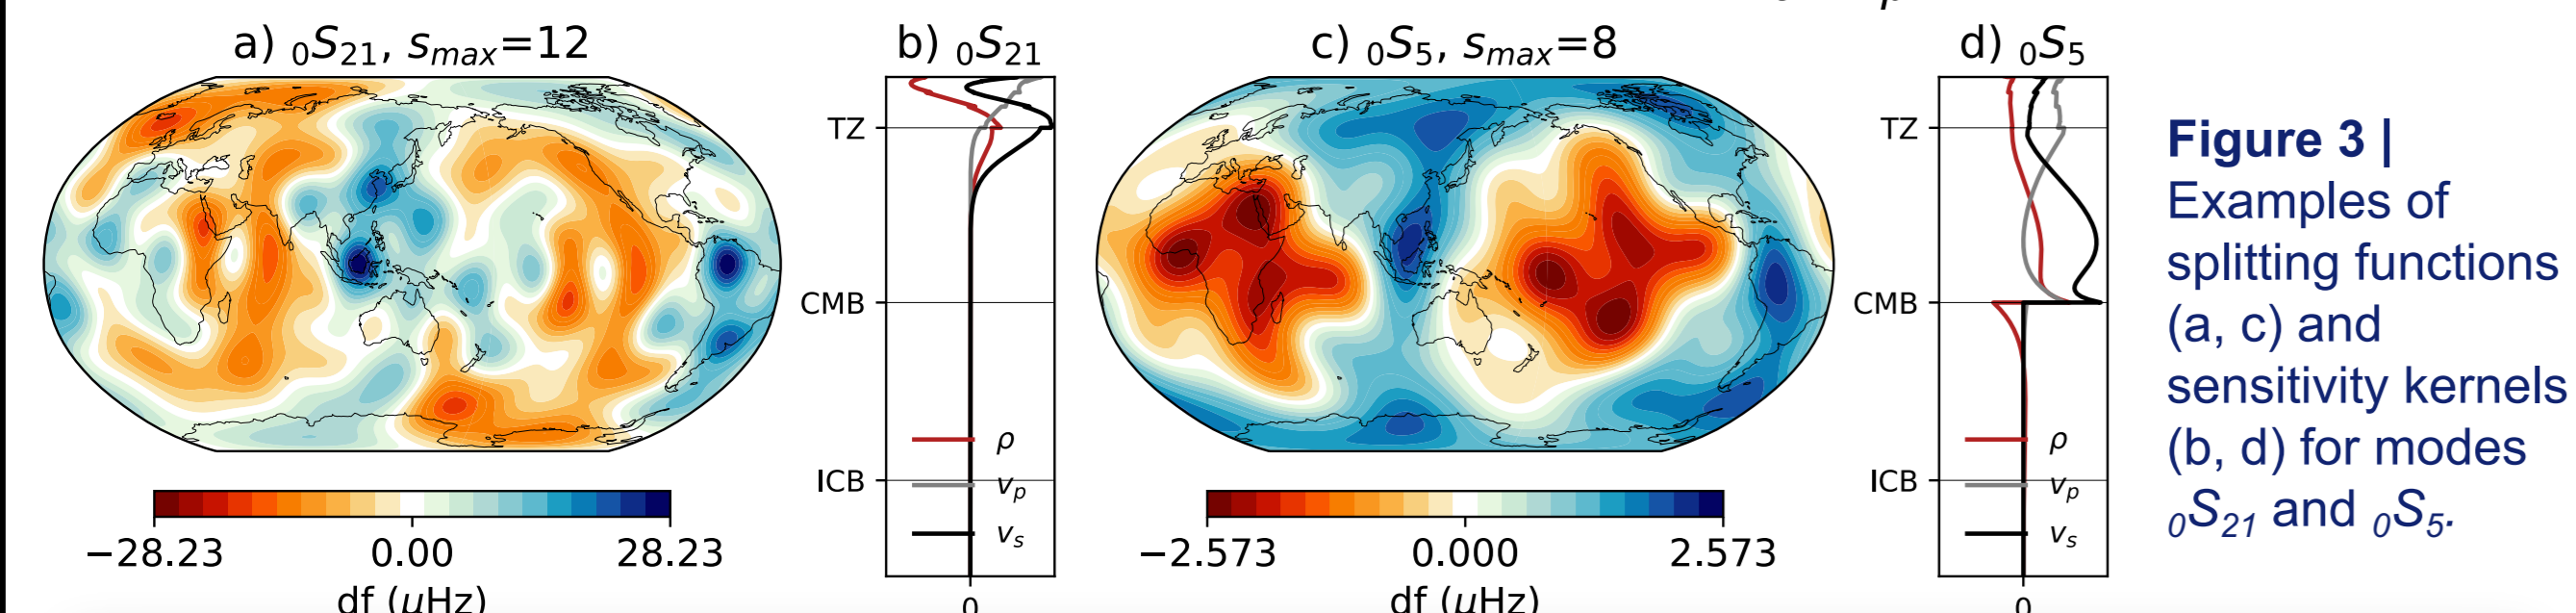 a) ₀S₂₁, sₘₐₓ=12
b) ₀S₂₁
c) ₀S₅, sₘₐₓ=8
d) ₀S₅
TZ
CMB
ICB
ρ
vₚ
vₛ
0
−28.23 0.00 28.23
df (μHz)
TZ
CMB
ICB
ρ
vₚ
vₛ
0
−2.573 0.000 2.573
df (μHz)
Figure 3 |
Examples of
splitting functions
(a, c) and
sensitivity kernels
(b, d) for modes
₀S₂₁ and ₀S₅.